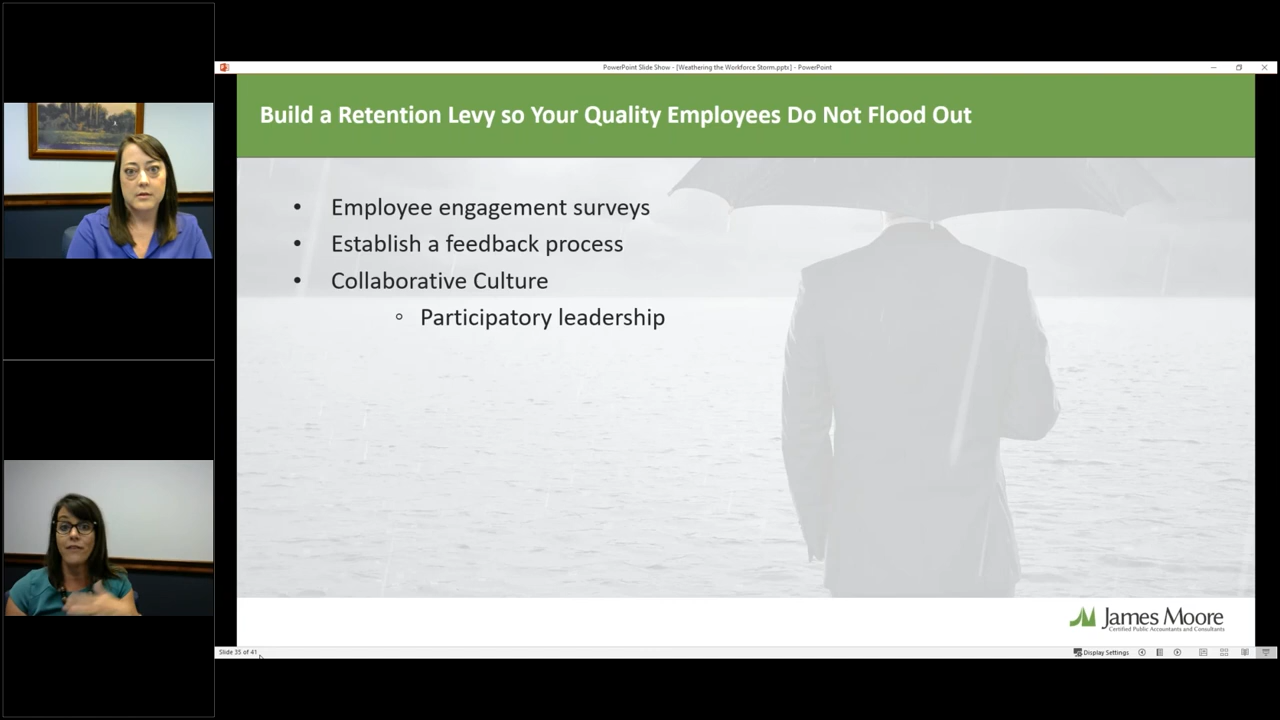 PowerPoint Slide Show - [Weathering the Workforce Storm.pptx] - PowerPoint
Build a Retention Levy so Your Quality Employees Do Not Flood Out
• Employee engagement surveys
• Establish a feedback process
• Collaborative Culture
◦ Participatory leadership
James Moore
Certified Public Accountants and Consultants
Slide 35 of 41
Display Settings